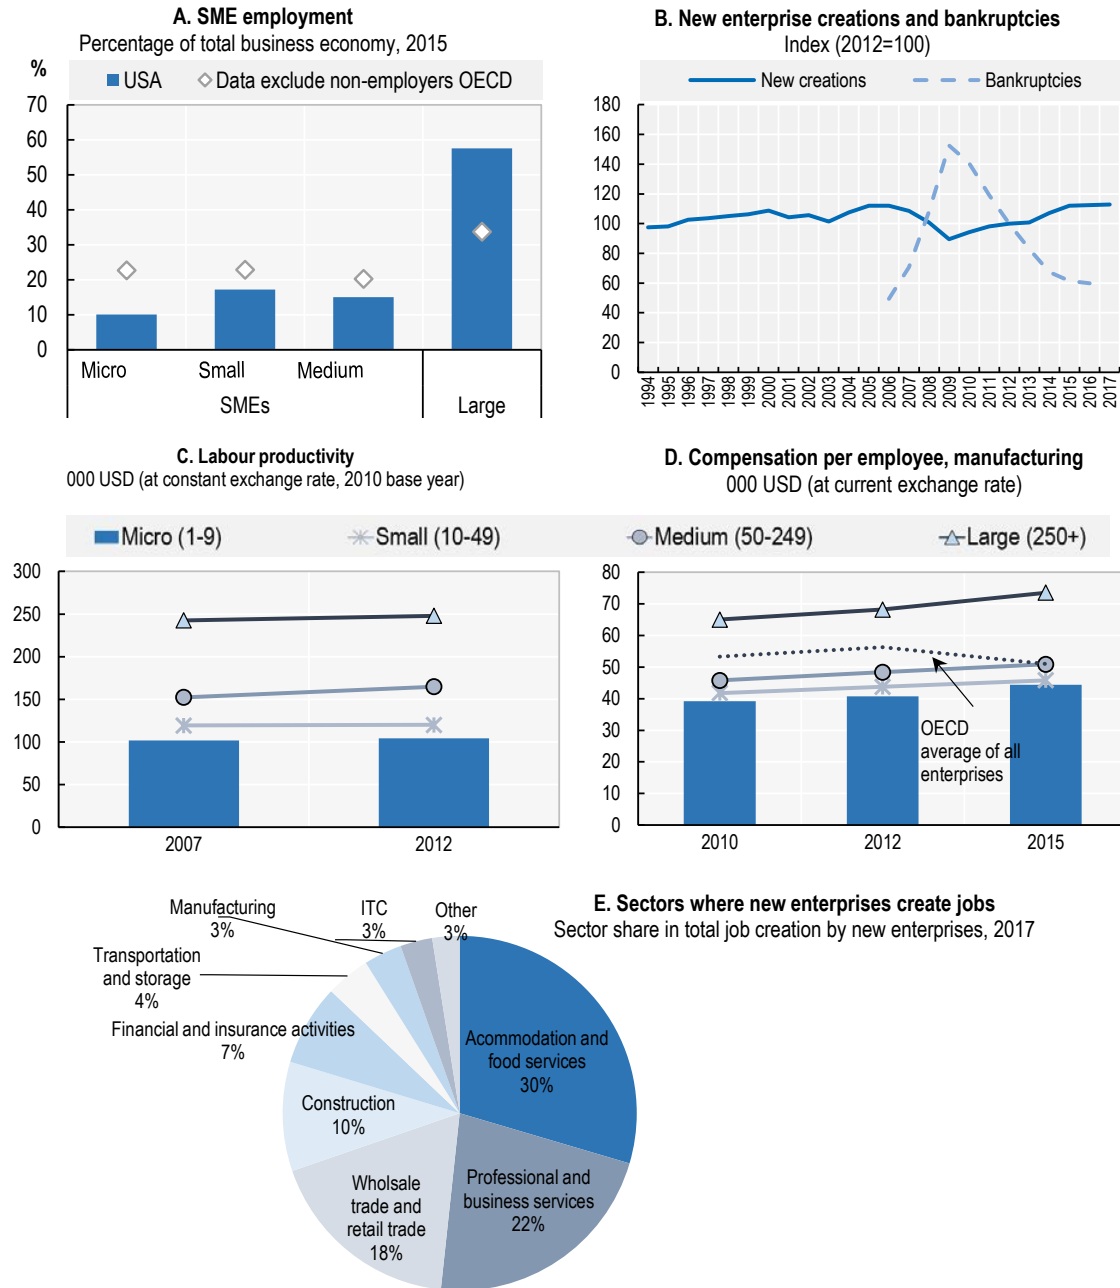 A. SME employment
Percentage of total business economy, 2015
%
USA
Data exclude non-employers OECD
70
60
50
40
30
20
10
0
Micro
Small
Medium
SMEs
Large
B. New enterprise creations and bankruptcies
Index (2012=100)
New creations
Bankruptcies
180
160
140
120
100
80
60
40
20
0
1994
1995
1996
1997
1998
1999
2000
2001
2002
2003
2004
2005
2006
2007
2008
2009
2010
2011
2012
2013
2014
2015
2016
2017
C. Labour productivity
000 USD (at constant exchange rate, 2010 base year)
D. Compensation per employee, manufacturing
000 USD (at current exchange rate)
Micro (1-9)
Small (10-49)
Medium (50-249)
Large (250+)
300
250
200
150
100
50
0
2007
2012
80
70
60
50
40
30
20
10
0
OECD
average of all
enterprises
2010
2012
2015
E. Sectors where new enterprises create jobs
Sector share in total job creation by new enterprises, 2017
Manufacturing
3%
ITC
3%
Other
3%
Transportation
and storage
4%
Financial and insurance activities
7%
Construction
10%
Wholsale
trade and
retail trade
18%
Professional and
business services
22%
Acommodation and
food services
30%